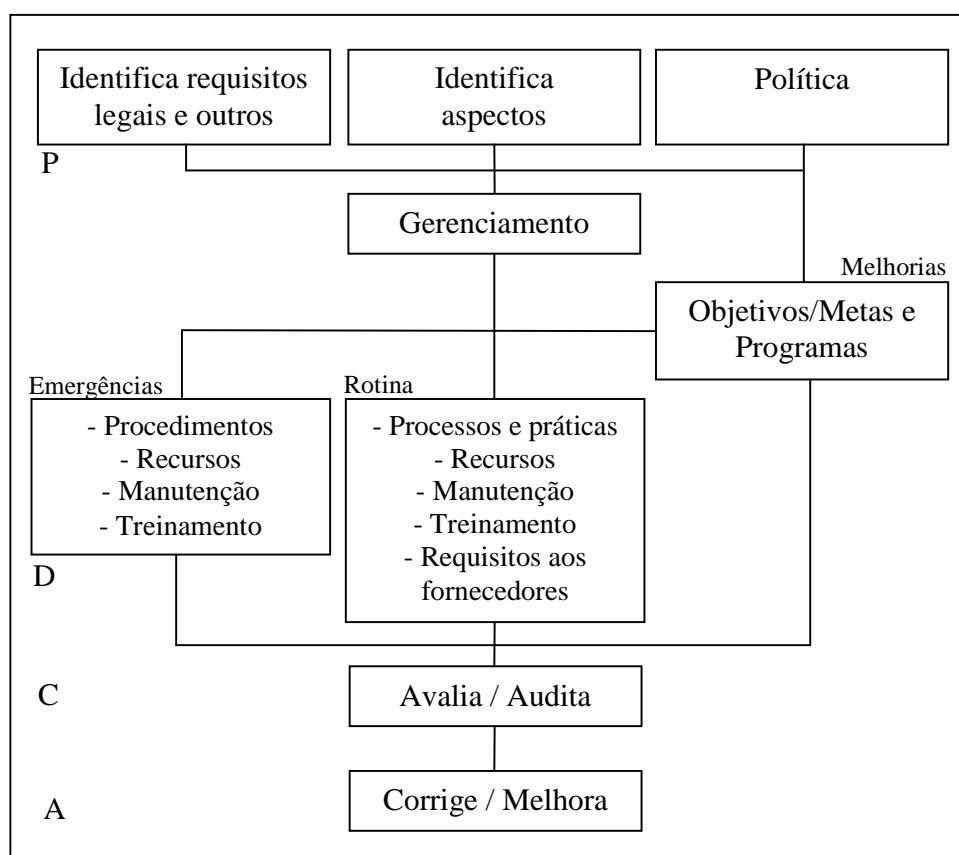 Identifica requisitos
legais e outros
Identifica
aspectos
Política
P
Gerenciamento
Melhorias
Objetivos/Metas e
Programas
Emergências
- Procedimentos
- Recursos
- Manutenção
- Treinamento
Rotina
- Processos e práticas
- Recursos
- Manutenção
- Treinamento
- Requisitos aos
fornecedores
D
C
Avalia / Audita
A
Corrige / Melhora